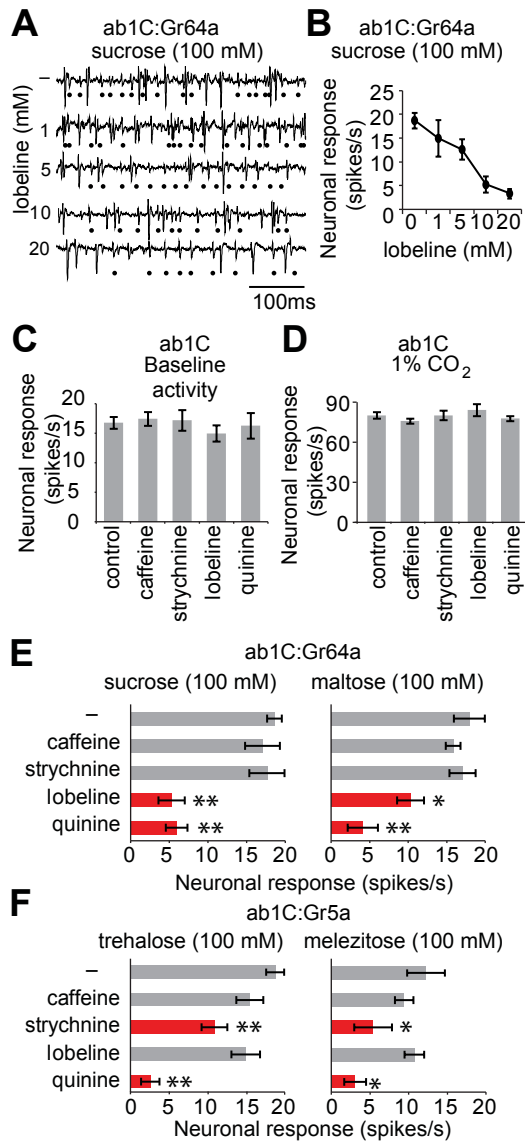 A
ab1C:Gr64a
sucrose (100 mM)
lobeline (mM)
–
1
5
10
20
100ms
B
ab1C:Gr64a
sucrose (100 mM)
Neuronal response
(spikes/s)
25
20
15
10
5
0
0 1 5 10 20
lobeline (mM)
C
ab1C
Baseline
activity
Neuronal response
(spikes/s)
20
15
10
5
0
control
caffeine
strychnine
lobeline
quinine
D
ab1C
1% CO₂
Neuronal response
(spikes/s)
90
60
30
0
control
caffeine
strychnine
lobeline
quinine
E
ab1C:Gr64a
sucrose (100 mM) maltose (100 mM)
–
caffeine
strychnine
lobeline ** *
quinine ** **
0 5 10 15 20 0 5 10 15 20
Neuronal response (spikes/s)
F
ab1C:Gr5a
trehalose (100 mM) melezitose (100 mM)
–
caffeine
strychnine ** *
lobeline
quinine ** *
0 5 10 15 20 0 5 10 15 20
Neuronal response (spikes/s)